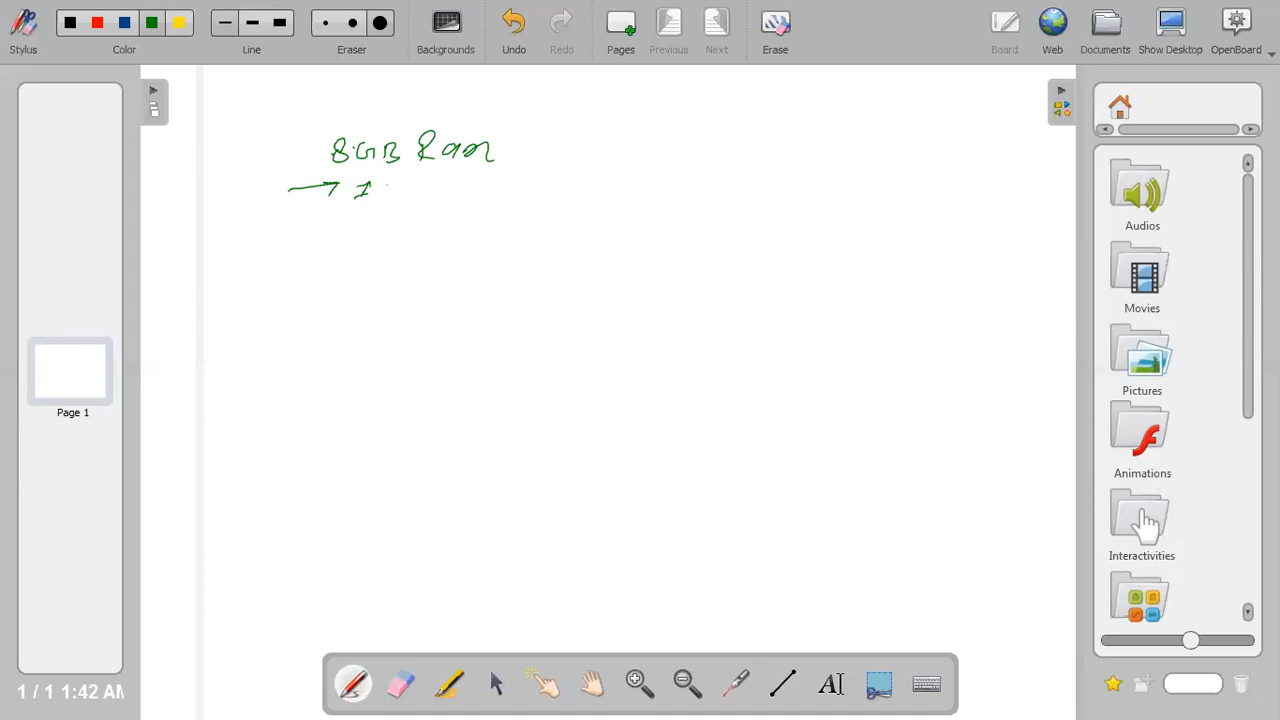 Stylus
Color
Line
Eraser
Backgrounds
Undo
Redo
Pages
Previous
Next
Erase
Board
Web
Documents
Show Desktop
OpenBoard
8GB Ram
→ I
Audios
Movies
Pictures
Animations
Interactivities
Page 1
1 / 1 1:42 AM